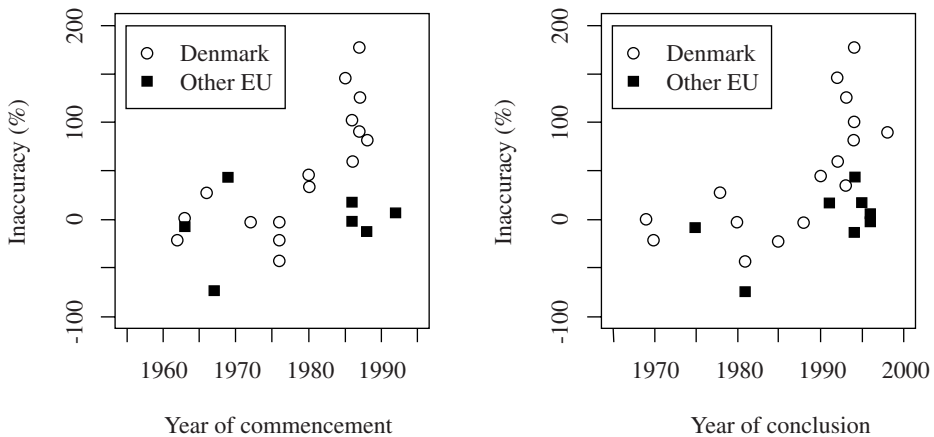 200
100
0
-100
Inaccuracy (%)
Denmark
Other EU
1960 1970 1980 1990
Year of commencement
200
100
0
-100
Inaccuracy (%)
Denmark
Other EU
1970 1980 1990 2000
Year of conclusion